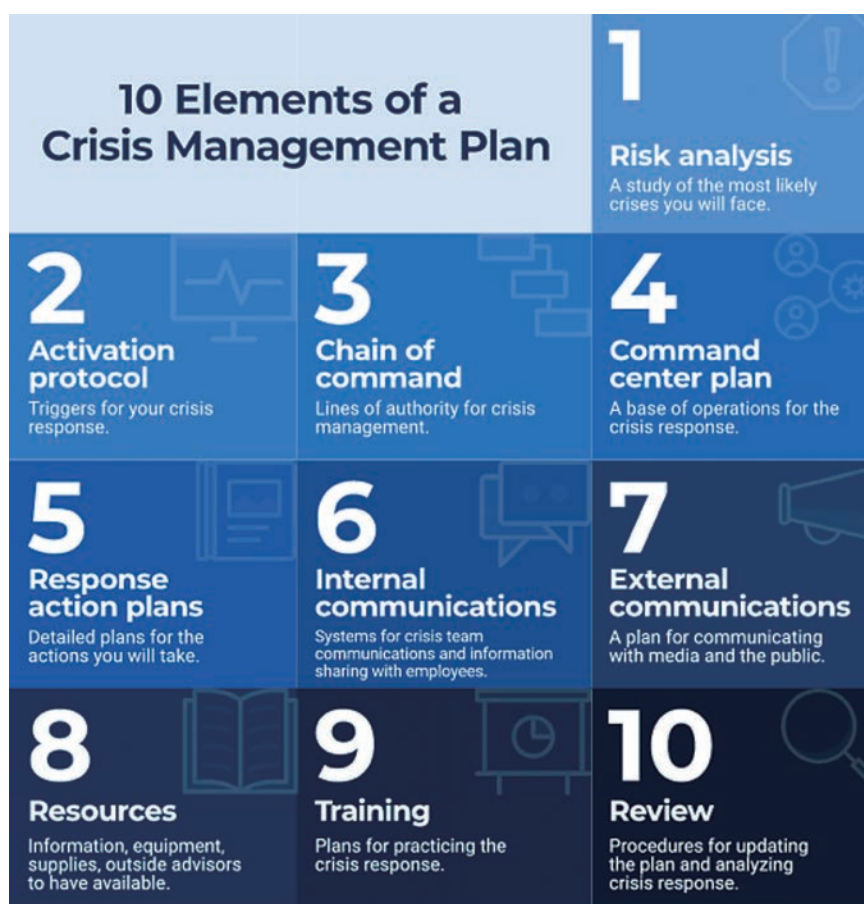 10 Elements of a
Crisis Management Plan
1
Risk analysis
A study of the most likely
crises you will face.
2
Activation
protocol
Triggers for your crisis
response.
3
Chain of
command
Lines of authority for crisis
management.
4
Command
center plan
A base of operations for the
crisis response.
5
Response
action plans
Detailed plans for the
actions you will take.
6
Internal
communications
Systems for crisis team
communications and information
sharing with employees.
7
External
communications
A plan for communicating
with media and the public.
8
Resources
Information, equipment,
supplies, outside advisors
to have available.
9
Training
Plans for practicing the
crisis response.
10
Review
Procedures for updating
the plan and analyzing
crisis response.